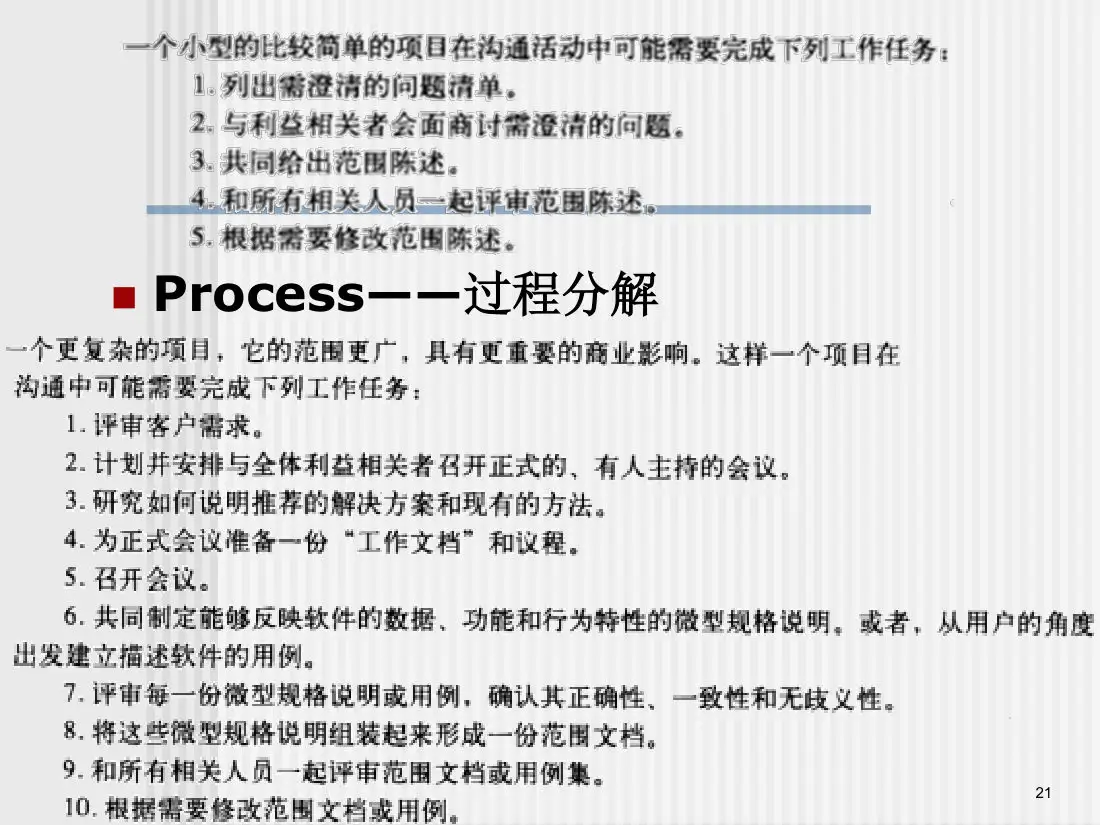 一个小型的比较简单的项目在沟通活动中可能需要完成下列工作任务：
1. 列出需澄清的问题清单。
2. 与利益相关者会面商讨需澄清的问题。
3. 共同给出范围陈述。
4. 和所有相关人员一起评审范围陈述。
5. 根据需要修改范围陈述。
■ Process——过程分解
一个更复杂的项目，它的范围更广，具有更重要的商业影响。这样一个项目在
沟通中可能需要完成下列工作任务：
1. 评审客户需求。
2. 计划并安排与全体利益相关者召开正式的、有人主持的会议。
3. 研究如何说明推荐的解决方案和现有的方法。
4. 为正式会议准备一份“工作文档”和议程。
5. 召开会议。
6. 共同制定能够反映软件的数据、功能和行为特性的微型规格说明。或者，从用户的角度
出发建立描述软件的用例。
7. 评审每一份微型规格说明或用例，确认其正确性、一致性和无歧义性。
8. 将这些微型规格说明组装起来形成一份范围文档。
9. 和所有相关人员一起评审范围文档或用例集。
10. 根据需要修改范围文档或用例。
21